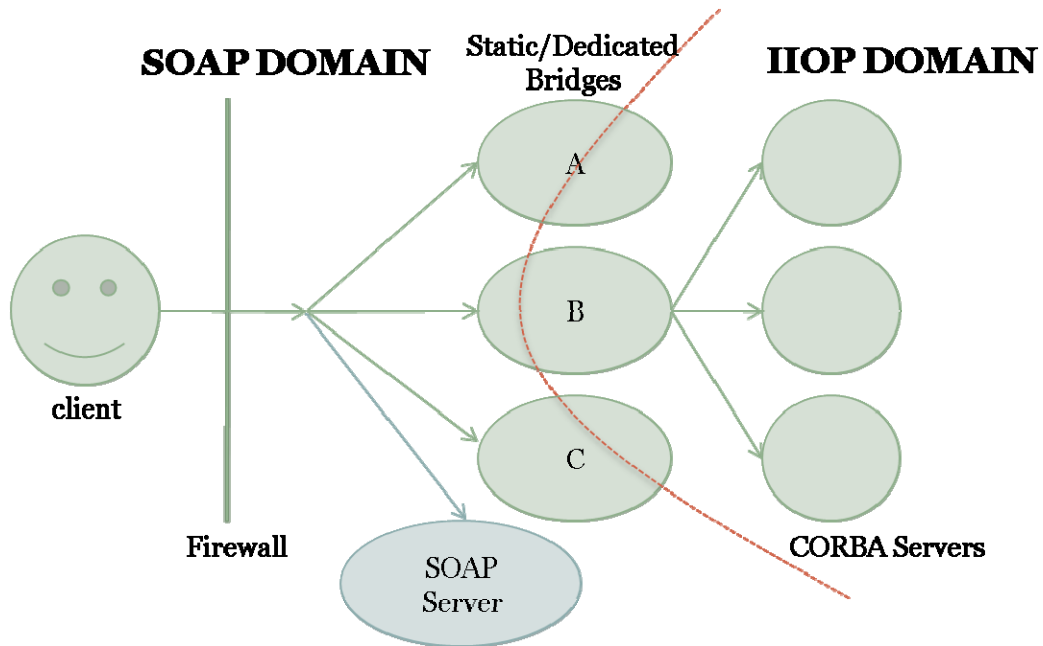 SOAP DOMAIN
Static/Dedicated
Bridges
IIOP DOMAIN
A
B
client
C
Firewall
CORBA Servers
SOAP
Server